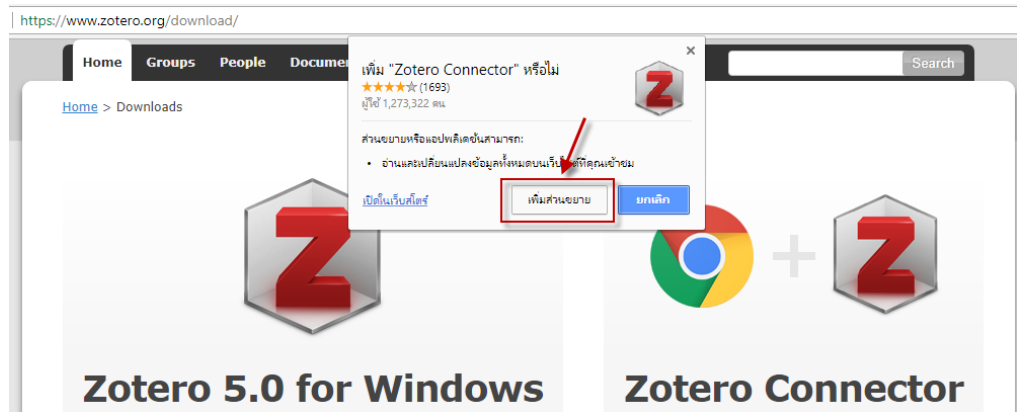 https://www.zotero.org/download/
Home Groups People Docume Search
เพิ่ม "Zotero Connector" หรือไม่
(1693)
ผู้ใช้ 1,273,322 คน
Home > Downloads
ส่วนขยายหรือแอปพลิเคชันสามารถ:
• อ่านและเปลี่ยนแปลงข้อมูลทั้งหมดบนเว็บไซต์ที่คุณเข้าชม
เปิดในเว็บสโตร์ เพิ่มส่วนขยาย ยกเลิก
Zotero 5.0 for Windows
Zotero Connector